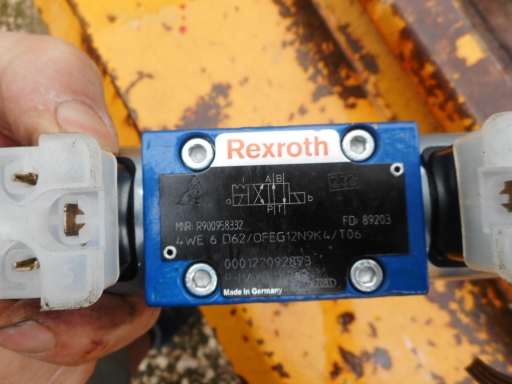 Rexroth
A B
a
b
P T
MNR: R900958332
FD: 89203
4WE 6 D62/OFEG12N9K4/T06
000122092893
Made in Germany